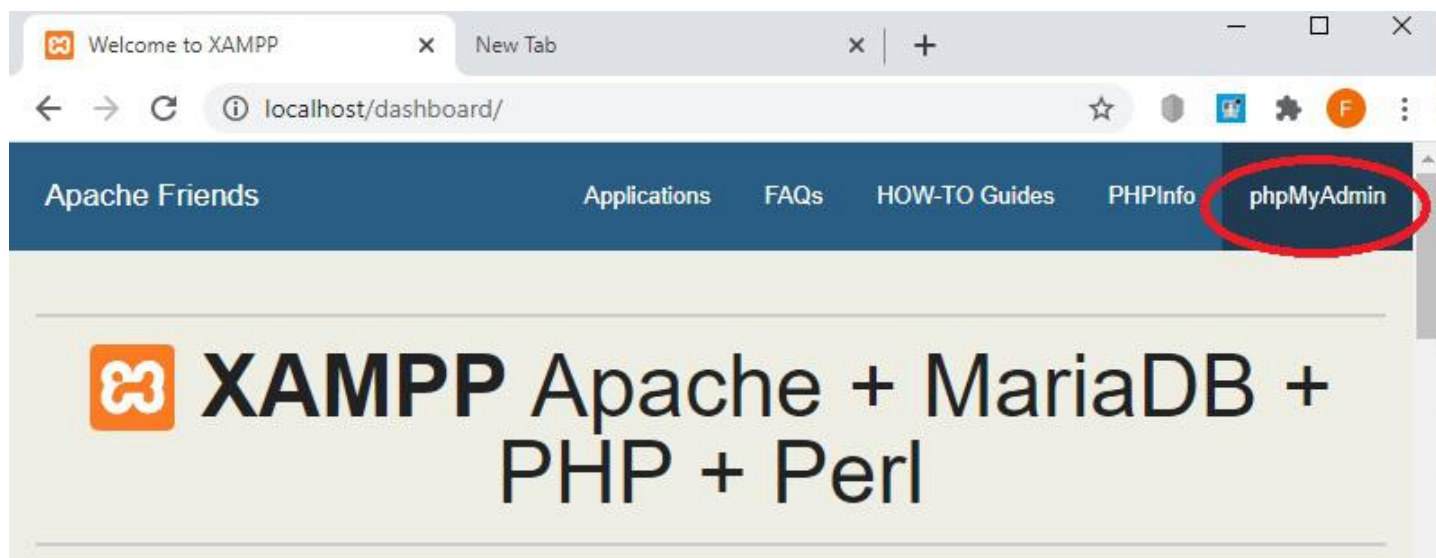 Welcome to XAMPP New Tab
localhost/dashboard/ F
Apache Friends Applications FAQs HOW-TO Guides PHPInfo phpMyAdmin
XAMPP Apache + MariaDB +
PHP + Perl